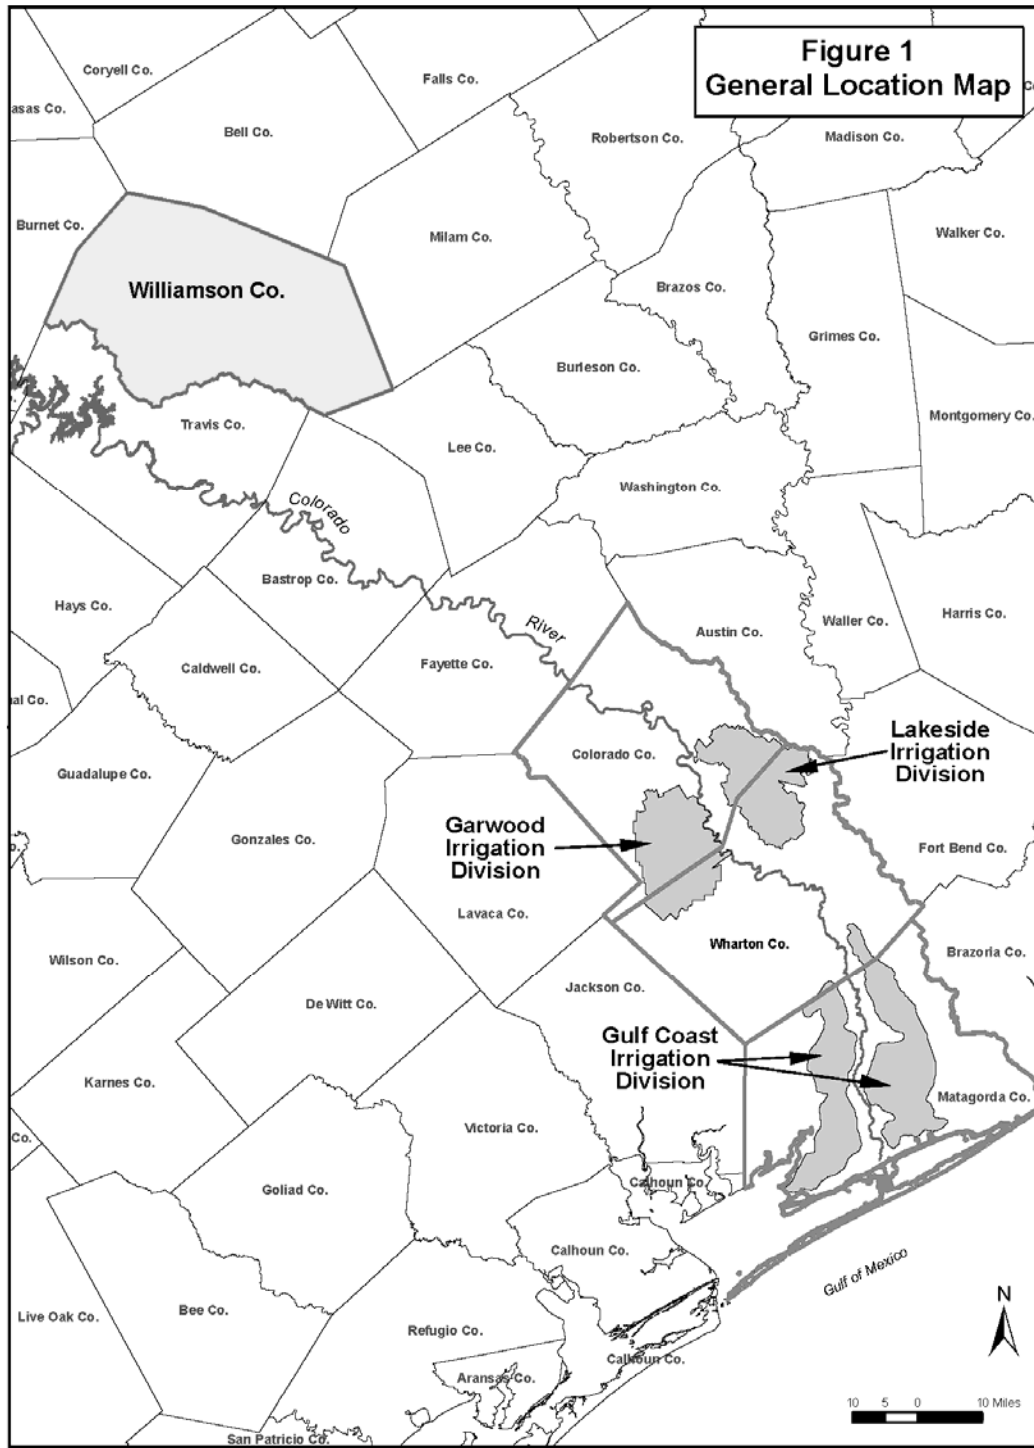 Figure 1
General Location Map
Coryell Co.
Falls Co.
asas Co.
Bell Co.
Robertson Co.
Madison Co.
Burnet Co.
Milam Co.
Walker Co.
Williamson Co.
Brazos Co.
Grimes Co.
Burleson Co.
Montgomery Co.
Travis Co.
Lee Co.
Washington Co.
Colorado
Bastrop Co.
Hays Co.
River
Austin Co.
Waller Co.
Harris Co.
Caldwell Co.
Fayette Co.
al Co.
Lakeside
Irrigation
Division
Colorado Co.
Guadalupe Co.
Garwood
Irrigation
Division
Gonzales Co.
Fort Bend Co.
Lavaca Co.
Wharton Co.
Wilson Co.
Brazoria Co.
De Witt Co.
Jackson Co.
Gulf Coast
Irrigation
Division
Karnes Co.
Matagorda Co.
Co.
Victoria Co.
Calhoun Co.
Goliad Co.
Calhoun Co.
Gulf of Mexico
Live Oak Co.
Bee Co.
Refugio Co.
Calhoun Co.
Aransas Co.
San Patricio Co.
N
10 5 0 10 Miles